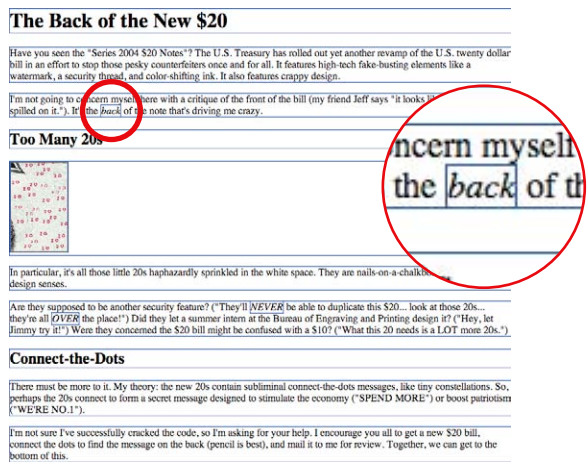 The Back of the New $20
Have you seen the "Series 2004 $20 Notes"? The U.S. Treasury has rolled out yet another revamp of the U.S. twenty dollar
bill in an effort to stop those pesky counterfeiters once and for all. It features high-tech fake-busting elements like a
watermark, a security thread, and color-shifting ink. It also features crappy design.
I'm not going to concern myself here with a critique of the front of the bill (my friend Jeff says "it looks
spilled on it."). It's the back of the note that's driving me crazy.
ncern myself
the back of th
Too Many 20s
In particular, it's all those little 20s haphazardly sprinkled in the white space. They are
design senses.
Are they supposed to be another security feature? ("They'll NEVER be able to duplicate this $20... look at those 20s...
they're all OVER the place!") Did they let a summer intern at the Bureau of Engraving and Printing design it? ("Hey, let
Jimmy try it!") Were they concerned the $20 bill might be confused with a $10? ("What this 20 needs is a LOT more 20s.")
Connect-the-Dots
There must be more to it. My theory: the new 20s contain subliminal connect-the-dots messages, like tiny constellations. So,
perhaps the 20s connect to form a secret message designed to stimulate the economy ("SPEND MORE") or boost patriotism
("WE'RE NO.1").
I'm not sure I've successfully cracked the code, so I'm asking for your help. I encourage you all to get a new $20 bill,
connect the dots to find the message on the back (pencil is best), and mail it to me for review. Together, we can get to the
bottom of this.